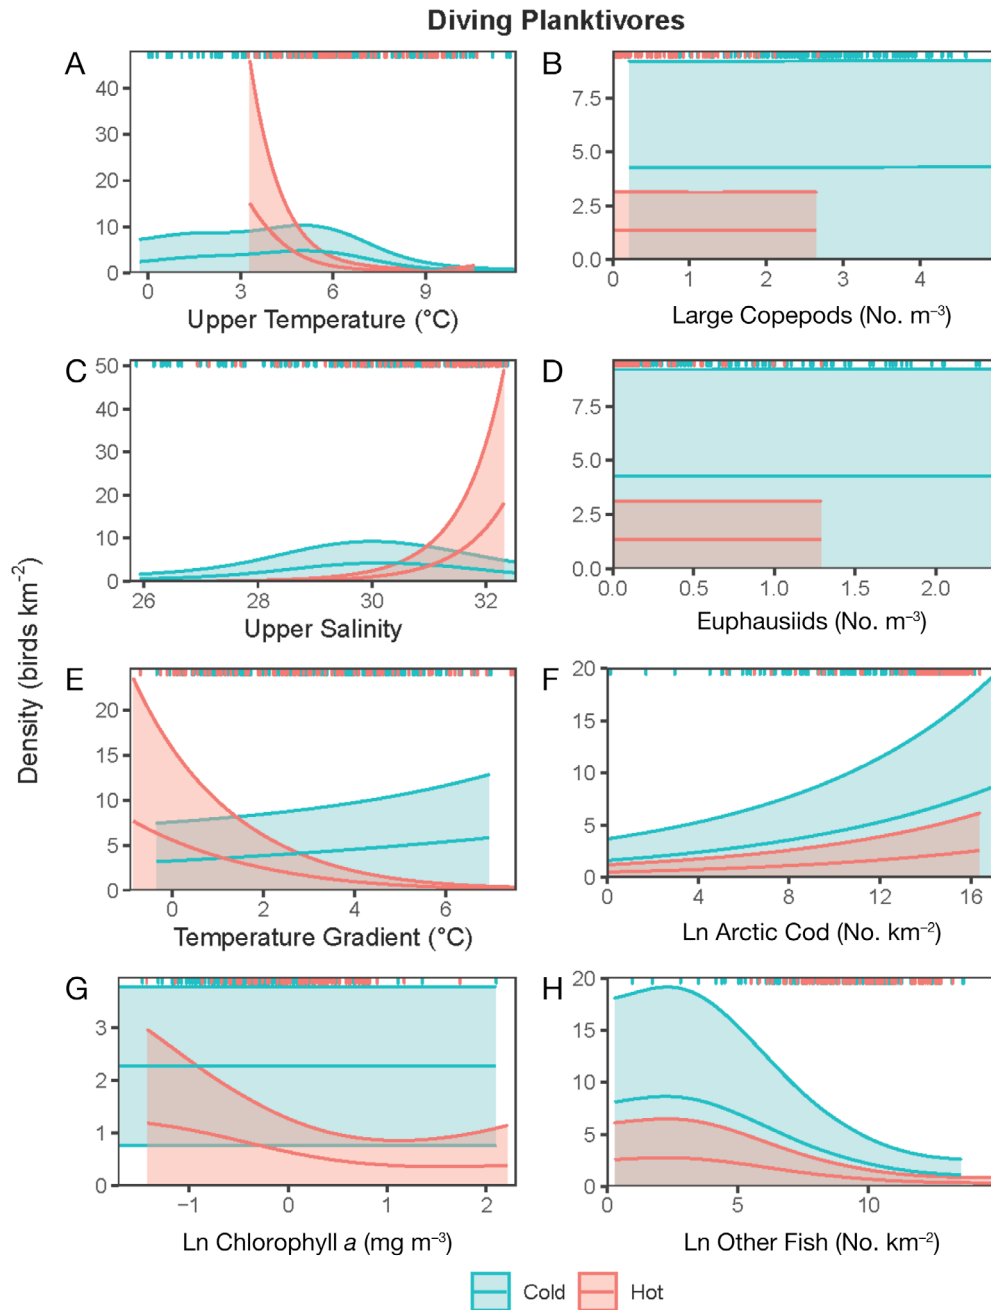 Diving Planktivores
Density (birds km⁻²)
A
40
30
20
10
0
0 3 6 9
Upper Temperature (°C)
B
7.5
5.0
2.5
0.0
0 1 2 3 4
Large Copepods (No. m⁻³)
C
50
40
30
20
10
0
26 28 30 32
Upper Salinity
D
7.5
5.0
2.5
0.0
0.0 0.5 1.0 1.5 2.0
Euphausiids (No. m⁻³)
E
20
15
10
5
0
0 2 4 6
Temperature Gradient (°C)
F
20
15
10
5
0
0 4 8 12 16
Ln Arctic Cod (No. km⁻²)
G
3
2
1
0
−1 0 1 2
Ln Chlorophyll a (mg m⁻³)
H
20
15
10
5
0
0 5 10
Ln Other Fish (No. km⁻²)
Cold Hot